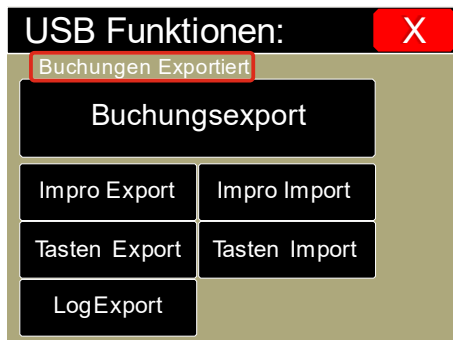 USB Funktionen: X
Buchungen Exportiert
Buchungsexport
Impro Export Impro Import
Tasten Export Tasten Import
LogExport